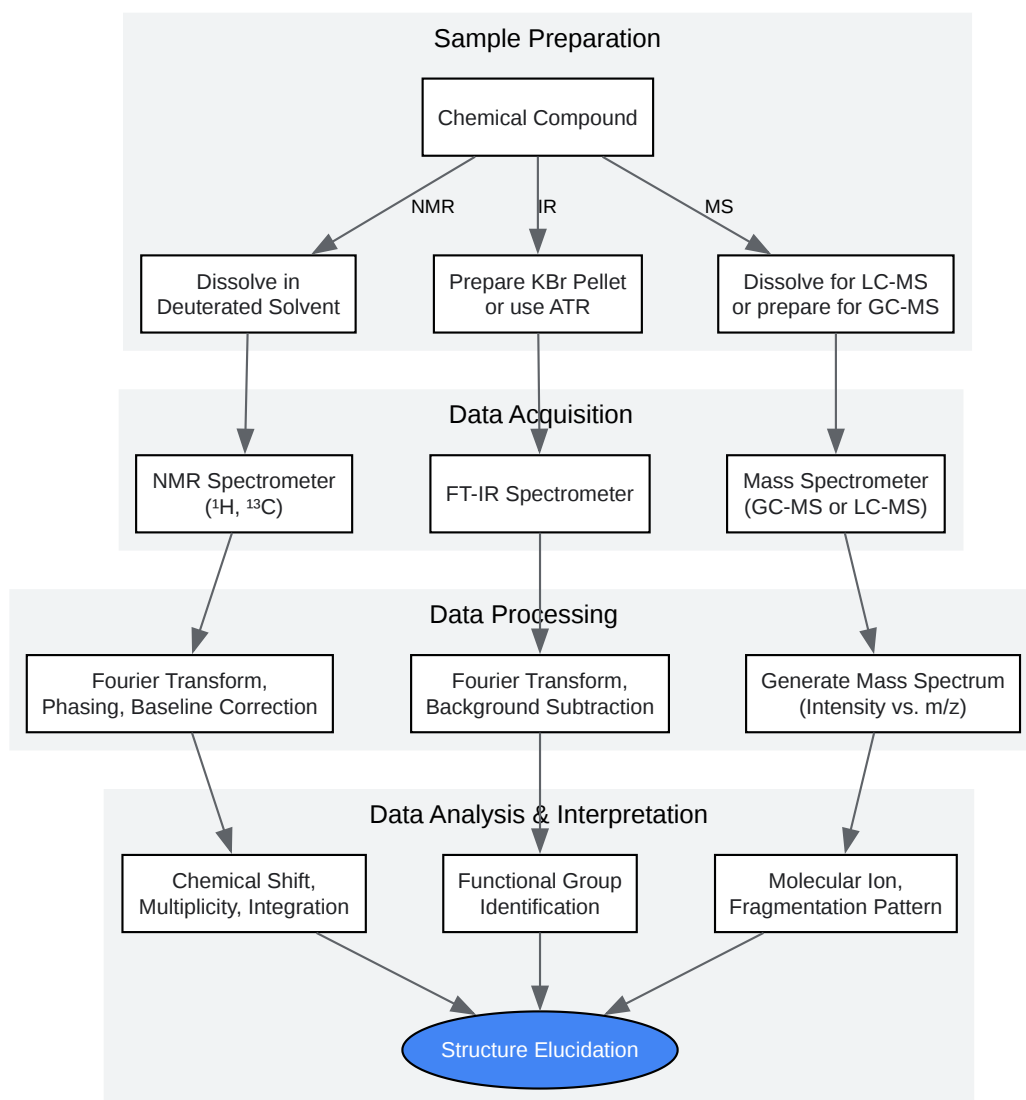 Sample Preparation
Chemical Compound
NMR
IR
MS
Dissolve in
Deuterated Solvent
Prepare KBr Pellet
or use ATR
Dissolve for LC-MS
or prepare for GC-MS
Data Acquisition
NMR Spectrometer
(¹H, ¹³C)
FT-IR Spectrometer
Mass Spectrometer
(GC-MS or LC-MS)
Data Processing
Fourier Transform,
Phasing, Baseline Correction
Fourier Transform,
Background Subtraction
Generate Mass Spectrum
(Intensity vs. m/z)
Data Analysis & Interpretation
Chemical Shift,
Multiplicity, Integration
Functional Group
Identification
Molecular Ion,
Fragmentation Pattern
Structure Elucidation